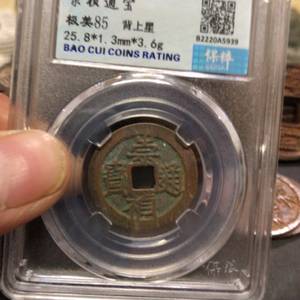 崇祯通宝
极美85 背上星
25.8*1.3mm*3.6g
BAO CUI COINS RATING
B2220A5939
保粹
崇
禎
通
寶